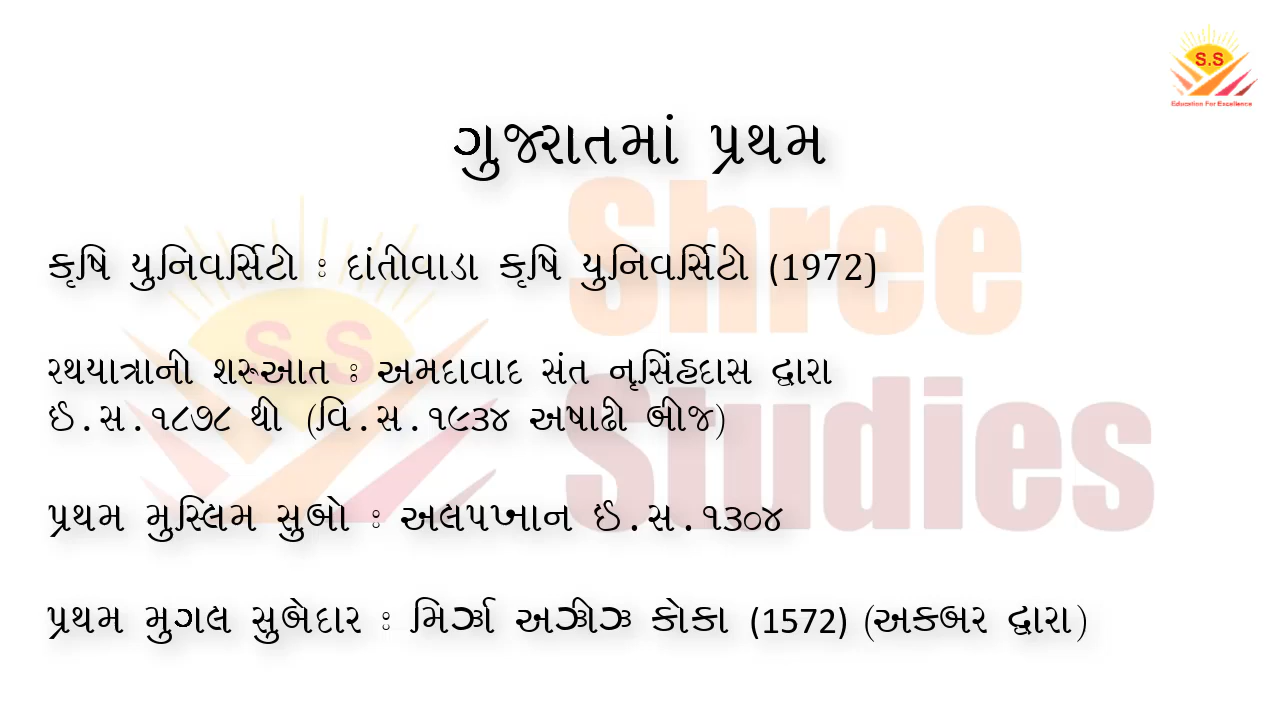 S.S
Education For Excellence
ગુજરાતમાં પ્રથમ
Shree
Studies
S.S
કૃષિ યુનિવર્સિટી : દાંતીવાડા કૃષિ યુનિવર્સિટી (1972)
રથયાત્રાની શરૂઆત : અમદાવાદ સંત નૃસિંહદાસ દ્વારા
ઈ.સ.૧૮૭૮ થી (વિ.સ.૧૯૩૪ અષાઢી બીજ)
પ્રથમ મુસ્લિમ સુબો : અલપખાન ઈ.સ.૧૩૦૪
પ્રથમ મુગલ સુબેદાર : મિર્ઝા અઝીઝ કોકા (1572) (અકબર દ્વારા)